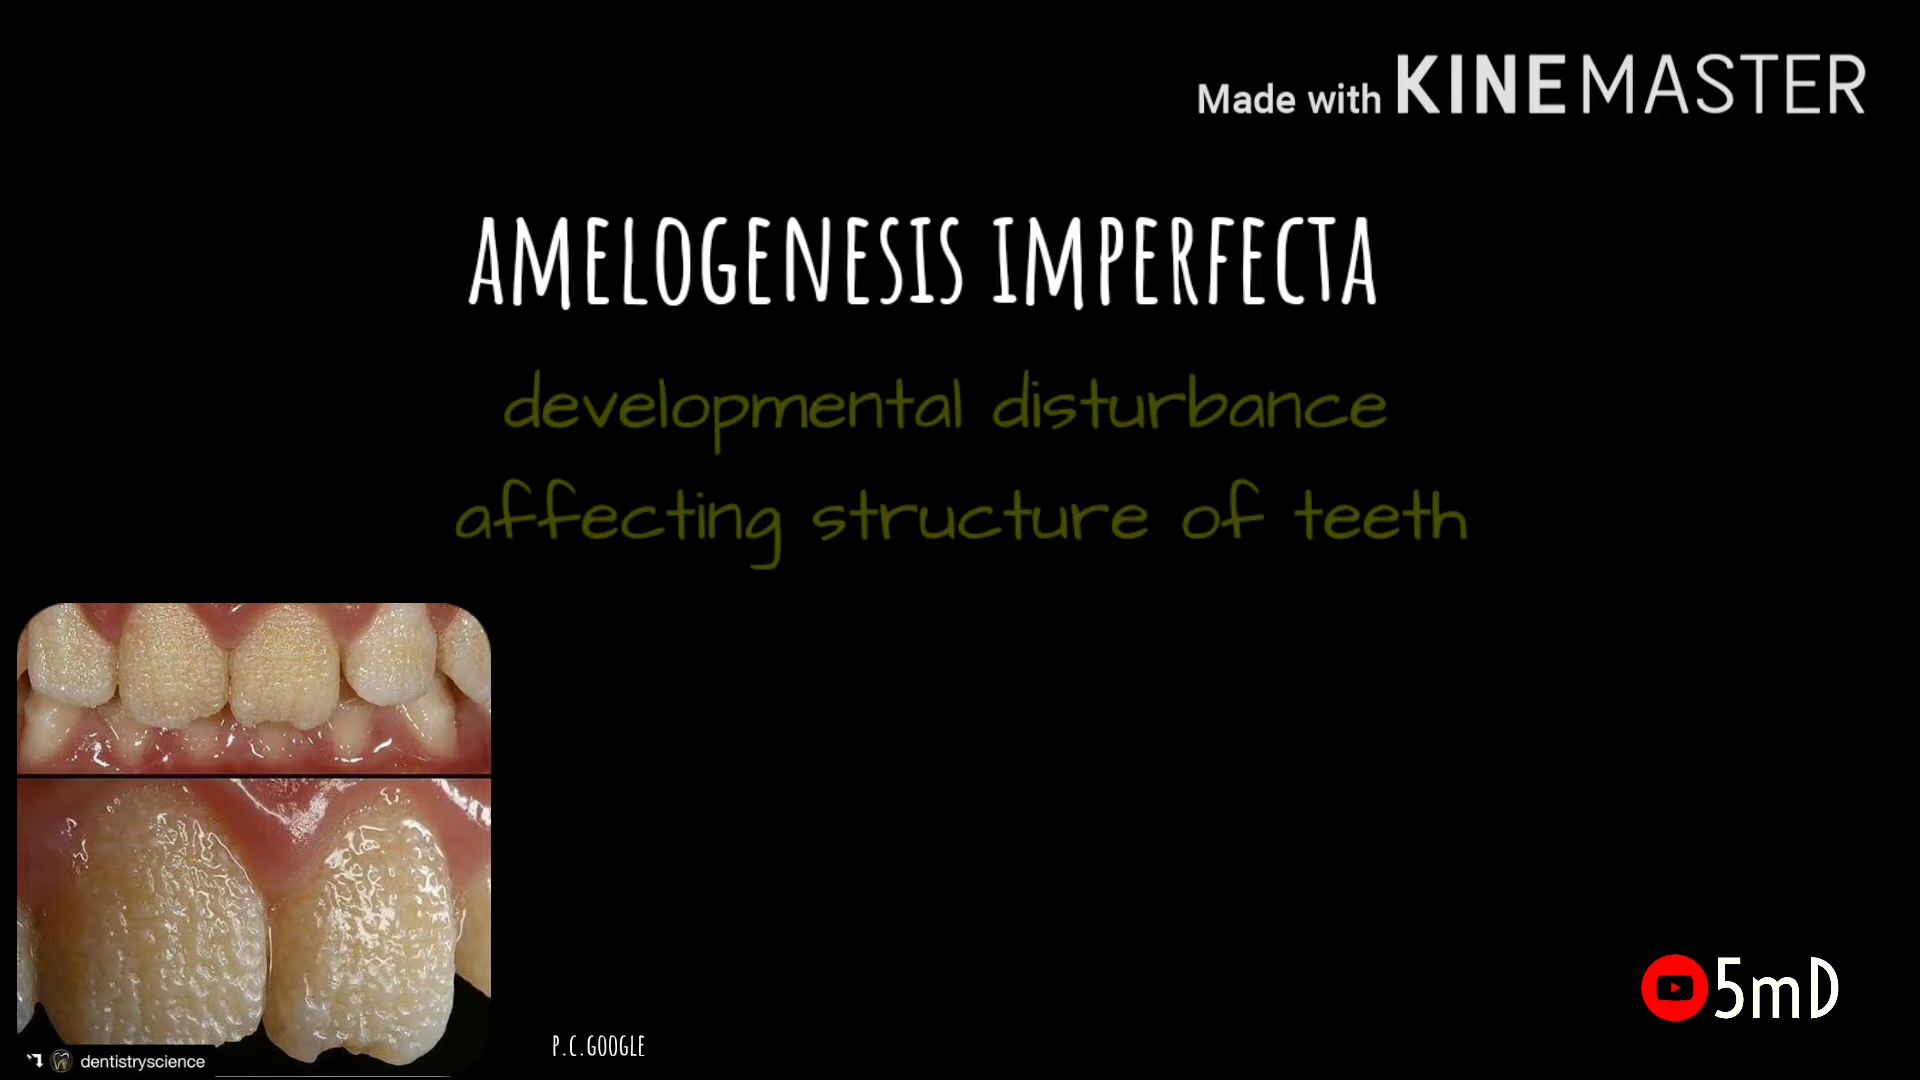 Made with KINEMASTER
AMELOGENESIS IMPERFECTA
developmental disturbance
affecting structure of teeth
5mD
P.C.GOOGLE
dentistryscience